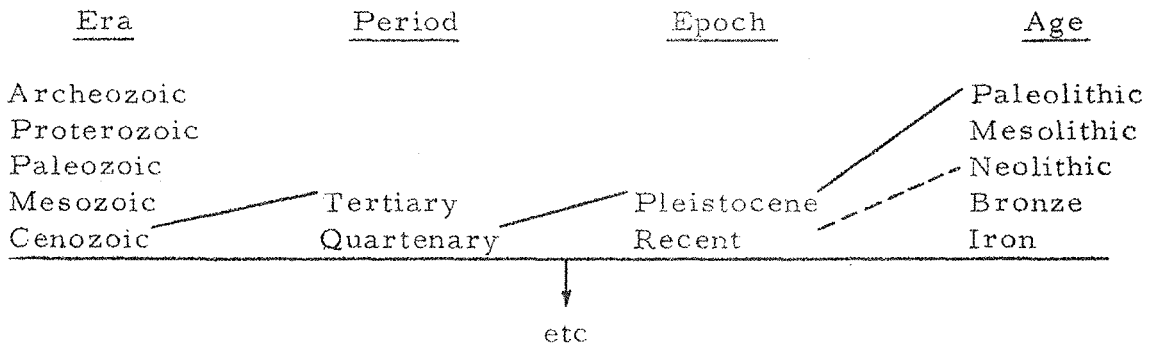 Era Period Epoch Age
Archeozoic Paleolithic
Proterozoic Mesolithic
Paleozoic Neolithic
Mesozoic Tertiary Pleistocene Bronze
Cenozoic Quartenary Recent Iron
etc